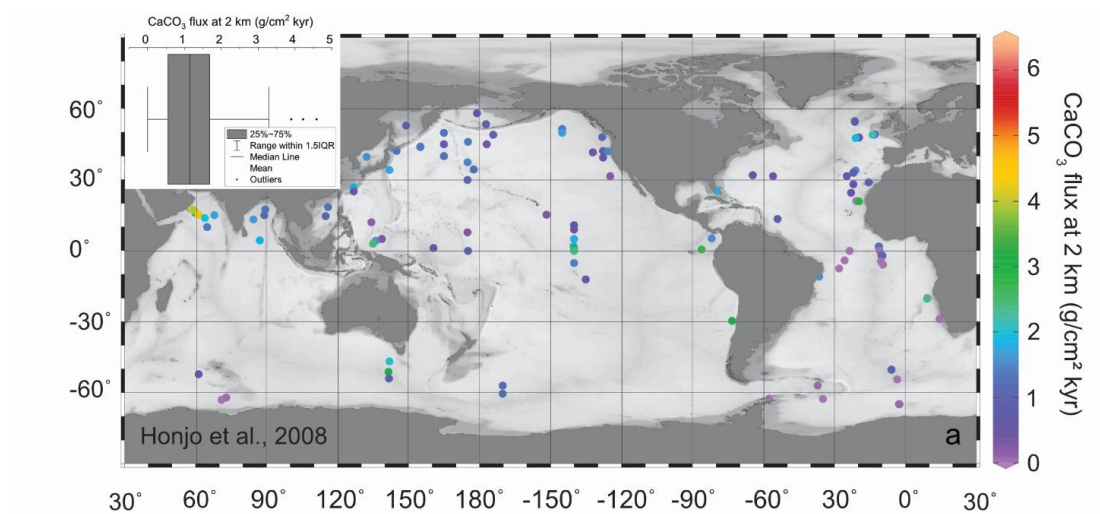 CaCO₃ flux at 2 km (g/cm² kyr)
0 1 2 3 4 5
25%~75%
Range within 1.5IQR
Median Line
Mean
Outliers
60°
30°
0°
-30°
-60°
Honjo et al., 2008
a
30° 60° 90° 120° 150° 180° -150° -120° -90° -60° -30° 0° 30°
6
5
4
3
2
1
0
CaCO₃ flux at 2 km (g/cm² kyr)